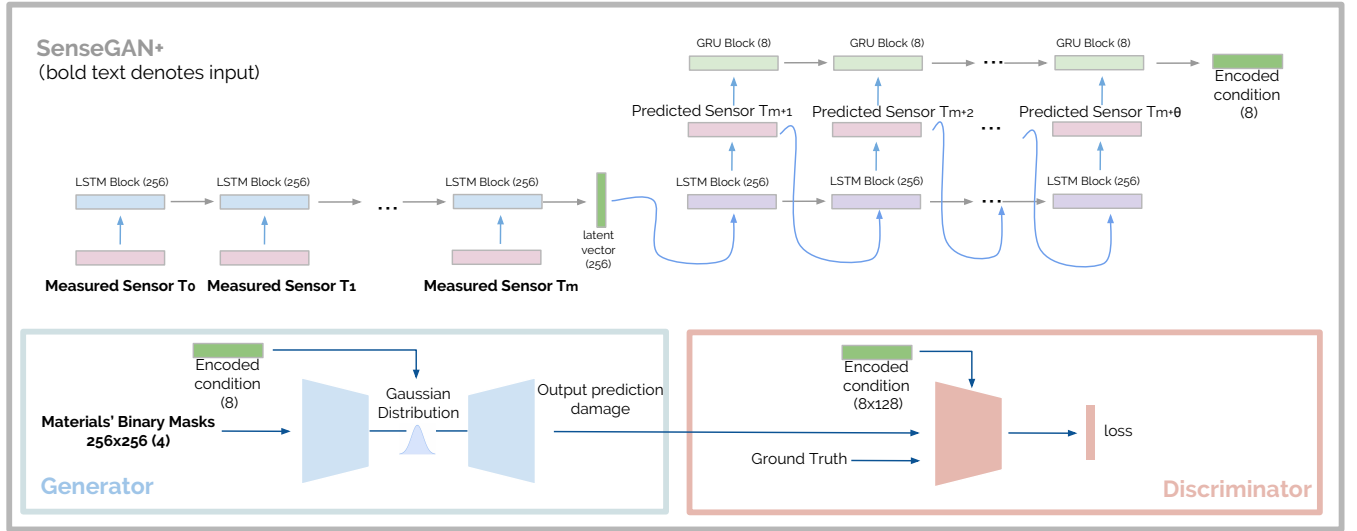 SenseGAN+
(bold text denotes input)
GRU Block (8)
GRU Block (8)
GRU Block (8)
...
Encoded
condition
(8)
Predicted Sensor Tm+1
Predicted Sensor Tm+2
...
Predicted Sensor Tm+θ
LSTM Block (256)
LSTM Block (256)
...
LSTM Block (256)
latent
vector
(256)
LSTM Block (256)
LSTM Block (256)
...
LSTM Block (256)
Measured Sensor T0
Measured Sensor T1
Measured Sensor Tm
Encoded
condition
(8)
Gaussian
Distribution
Output prediction
damage
Materials' Binary Masks
256x256 (4)
Generator
Encoded
condition
(8x128)
Ground Truth
loss
Discriminator